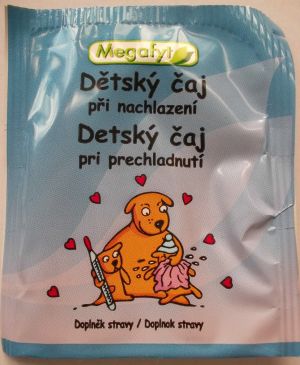 Megafyt
Dětský čaj
při nachlazení
Detský čaj
pri prechladnutí
Doplněk stravy / Doplnok stravy